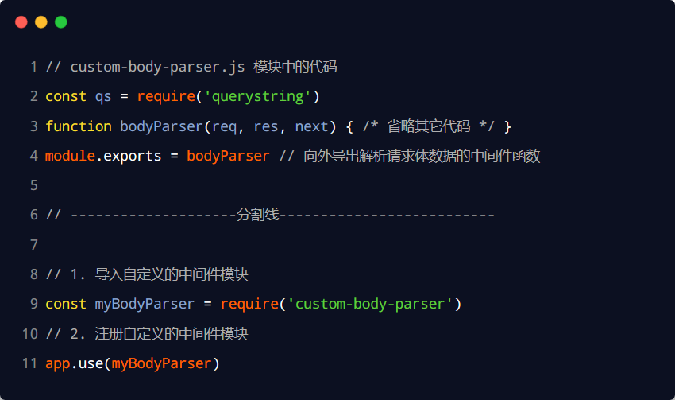 1 // custom-body-parser.js 模块中的代码
2 const qs = require('querystring')
3 function bodyParser(req, res, next) { /* 省略其它代码 */ }
4 module.exports = bodyParser // 向外导出解析请求体数据的中间件函数
5
6 // --------------------分割线--------------------------
7
8 // 1. 导入自定义的中间件模块
9 const myBodyParser = require('custom-body-parser')
10 // 2. 注册自定义的中间件模块
11 app.use(myBodyParser)